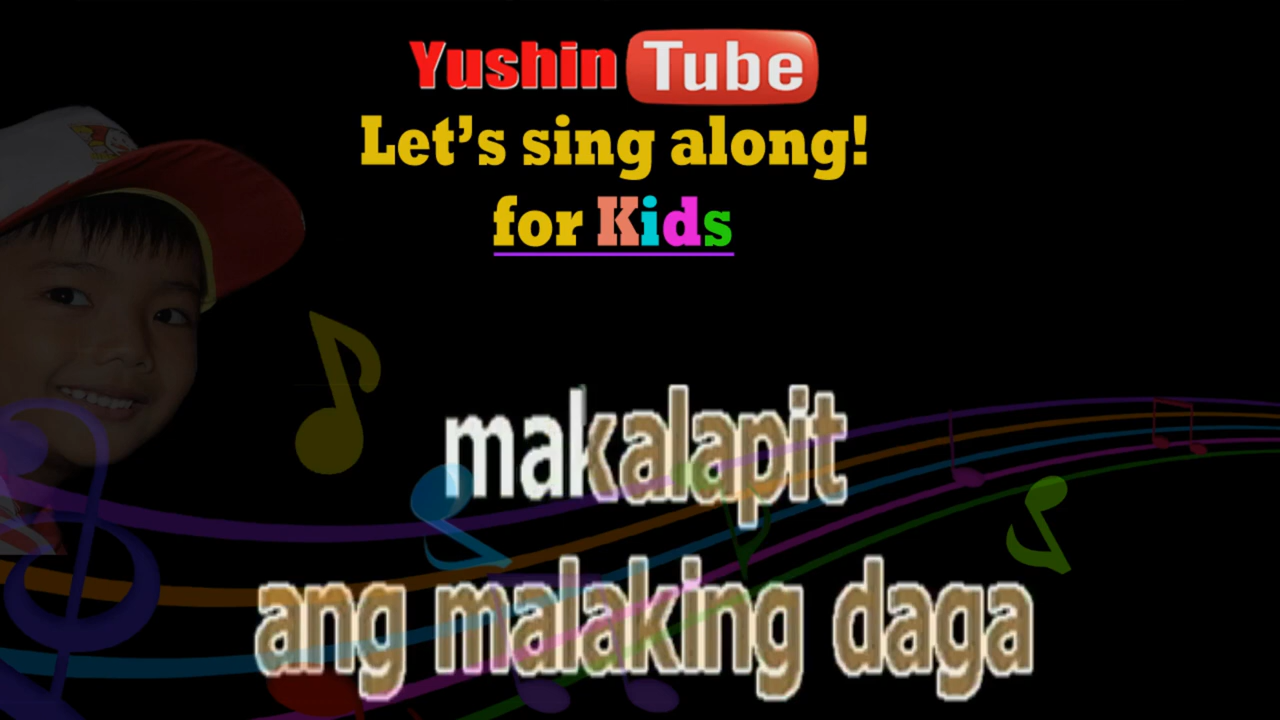 Yushin Tube
Let's sing along!
for Kids
makalapit
ang malaking daga